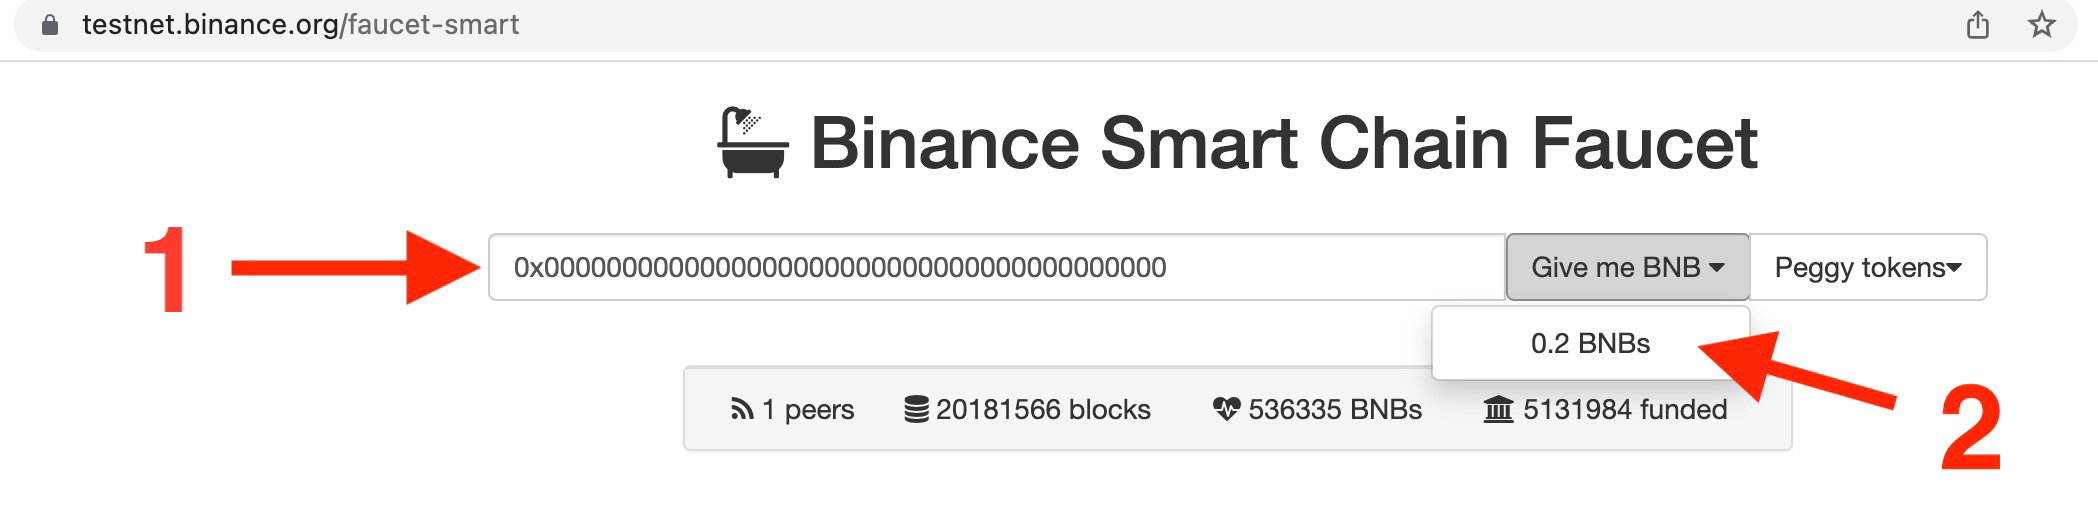 testnet.binance.org/faucet-smart
Binance Smart Chain Faucet
1
0x0000000000000000000000000000000000000000
Give me BNB
Peggy tokens
0.2 BNBs
1 peers
20181566 blocks
536335 BNBs
5131984 funded
2